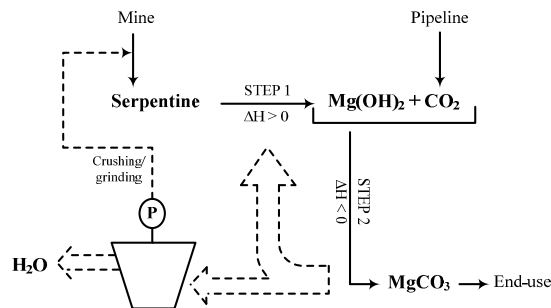 Mine
Pipeline
Serpentine
STEP 1
ΔH > 0
Mg(OH)₂ + CO₂
Crushing/
grinding
P
STEP 2
ΔH < 0
H₂O
MgCO₃
End-use